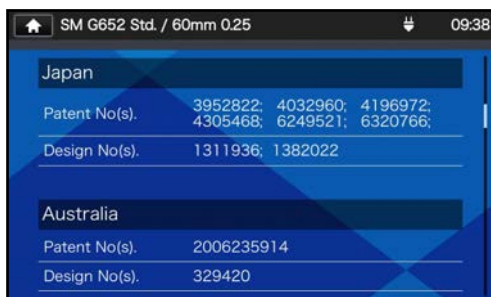 SM G652 Std. / 60mm 0.25 09:38
Japan
Patent No(s). 3952822; 4032960; 4196972;
4305468; 6249521; 6320766;
Design No(s). 1311936; 1382022
Australia
Patent No(s). 2006235914
Design No(s). 329420